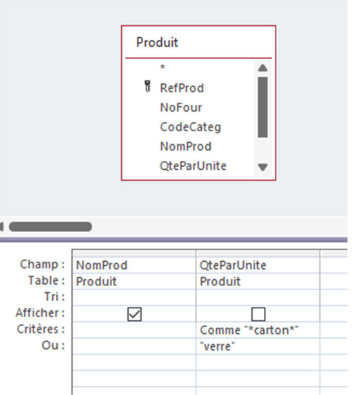 Produit
*
RefProd
NoFour
CodeCateg
NomProd
QteParUnite
Champ : NomProd QteParUnite
Table : Produit Produit
Tri :
Afficher :
Critères : Comme "*carton*"
Ou : "verre"